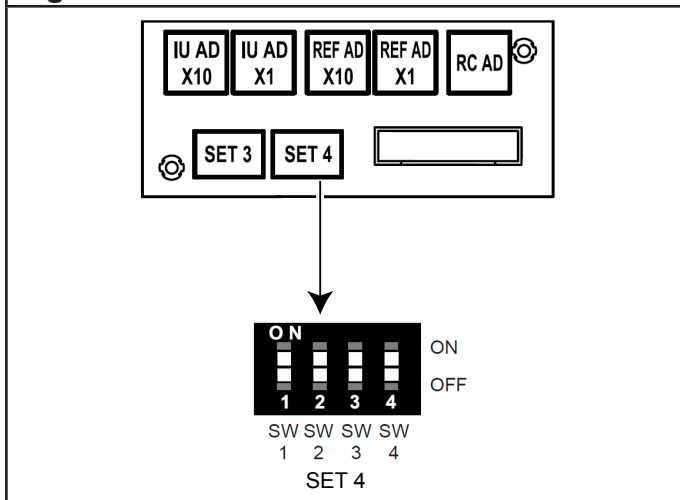 IU AD X10
IU AD X1
REF AD X10
REF AD X1
RC AD
SET 3
SET 4
ON
ON
OFF
1 2 3 4
SW SW SW SW
1 2 3 4
SET 4